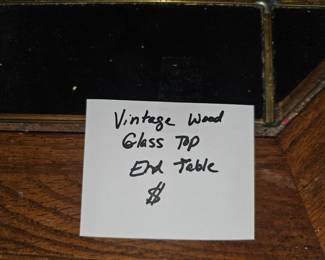 Vintage Wood
Glass Top
End Table
$